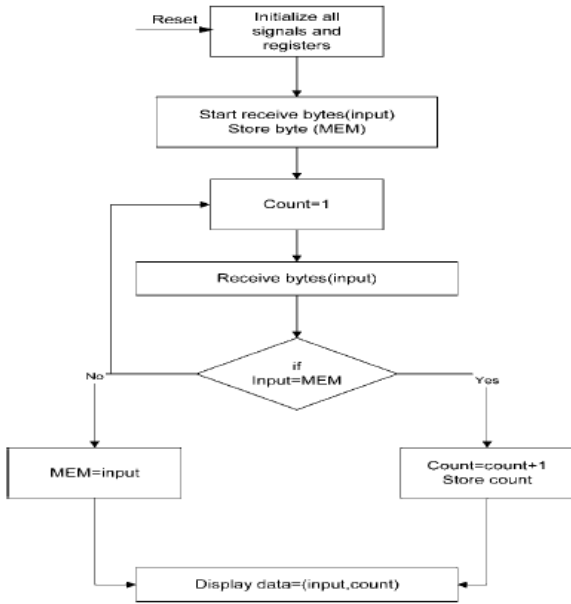 Reset
Initialize all
signals and
registers
Start receive bytes(input)
Store byte (MEM)
Count=1
Receive bytes(input)
if
Input=MEM
No
Yes
MEM=input
Count=count+1
Store count
Display data=(input,count)